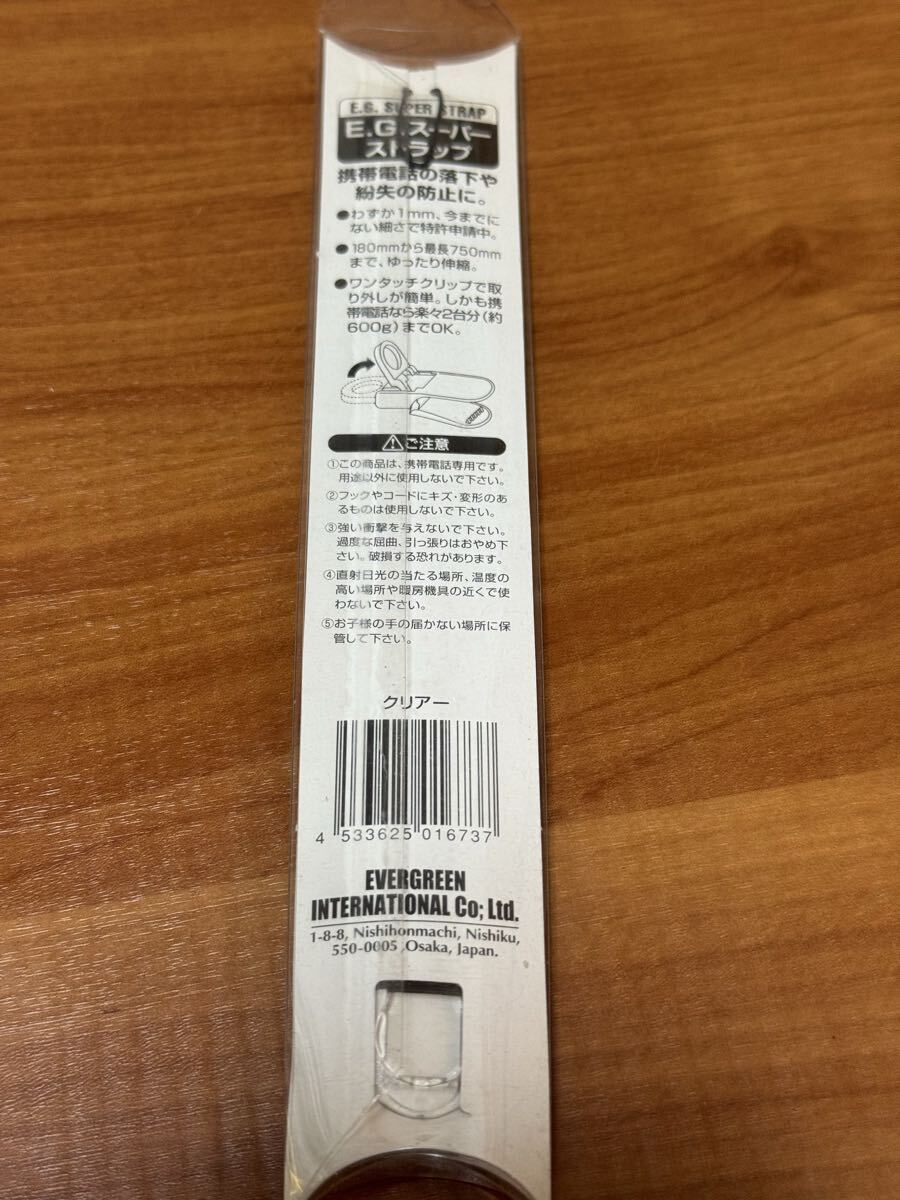 E.G. SUPER STRAP
E.G.スーパー
ストラップ
携帯電話の落下や
紛失の防止に。
●わずか1mm、今までに
ない細さで特許申請中。
●180mmから最長750mm
まで、ゆったり伸縮。
●ワンタッチクリップで取
り外しが簡単。しかも携
帯電話なら楽々2台分(約
600g)までOK。
ご注意
①この商品は、携帯電話専用です。
用途以外に使用しないで下さい。
②フックやコードにキズ・変形のあ
るものは使用しないで下さい。
③強い衝撃を与えないで下さい。
過度な屈曲、引っ張りはおやめ下
さい。破損する恐れがあります。
④直射日光の当たる場所、温度の
高い場所や暖房機具の近くで使
わないで下さい。
⑤お子様の手の届かない場所に保
管して下さい。
クリアー
4 533625 016737
EVERGREEN
INTERNATIONAL Co; Ltd.
1-8-8, Nishihonmachi, Nishiku,
550-0005 ,Osaka, Japan.